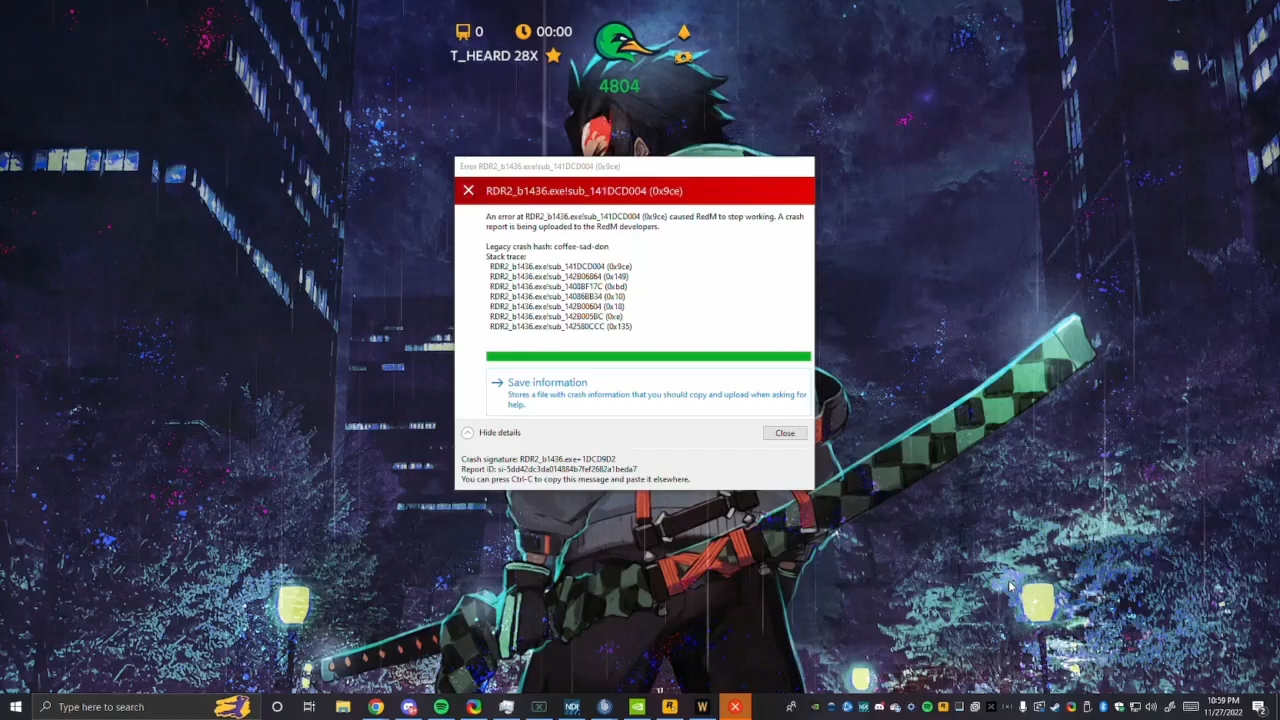 0
00:00
T_HEARD 28X
4804
Error RDR2_b1436.exe!sub_141DCD004 (0x9ce)
RDR2_b1436.exe!sub_141DCD004 (0x9ce)
An error at RDR2_b1436.exe!sub_141DCD004 (0x9ce) caused RedM to stop working. A crash
report is being uploaded to the RedM developers.
Legacy crash hash: coffee-sad-don
Stack trace:
RDR2_b1436.exe!sub_141DCD004 (0x9ce)
RDR2_b1436.exe!sub_142B06864 (0x149)
RDR2_b1436.exe!sub_1408BF17C (0xbd)
RDR2_b1436.exe!sub_14086BB34 (0x10)
RDR2_b1436.exe!sub_142B00604 (0x18)
RDR2_b1436.exe!sub_142B005BC (0xe)
RDR2_b1436.exe!sub_142580CCC (0x135)
Save information
Stores a file with crash information that you should copy and upload when asking for
help.
Hide details
Close
Crash signature: RDR2_b1436.exe+1DCD9D2
Report ID: si-5dd42dc3da014884b7fef2682a1beda7
You can press Ctrl-C to copy this message and paste it elsewhere.
Type here to search
10:59 PM
11/27/2022